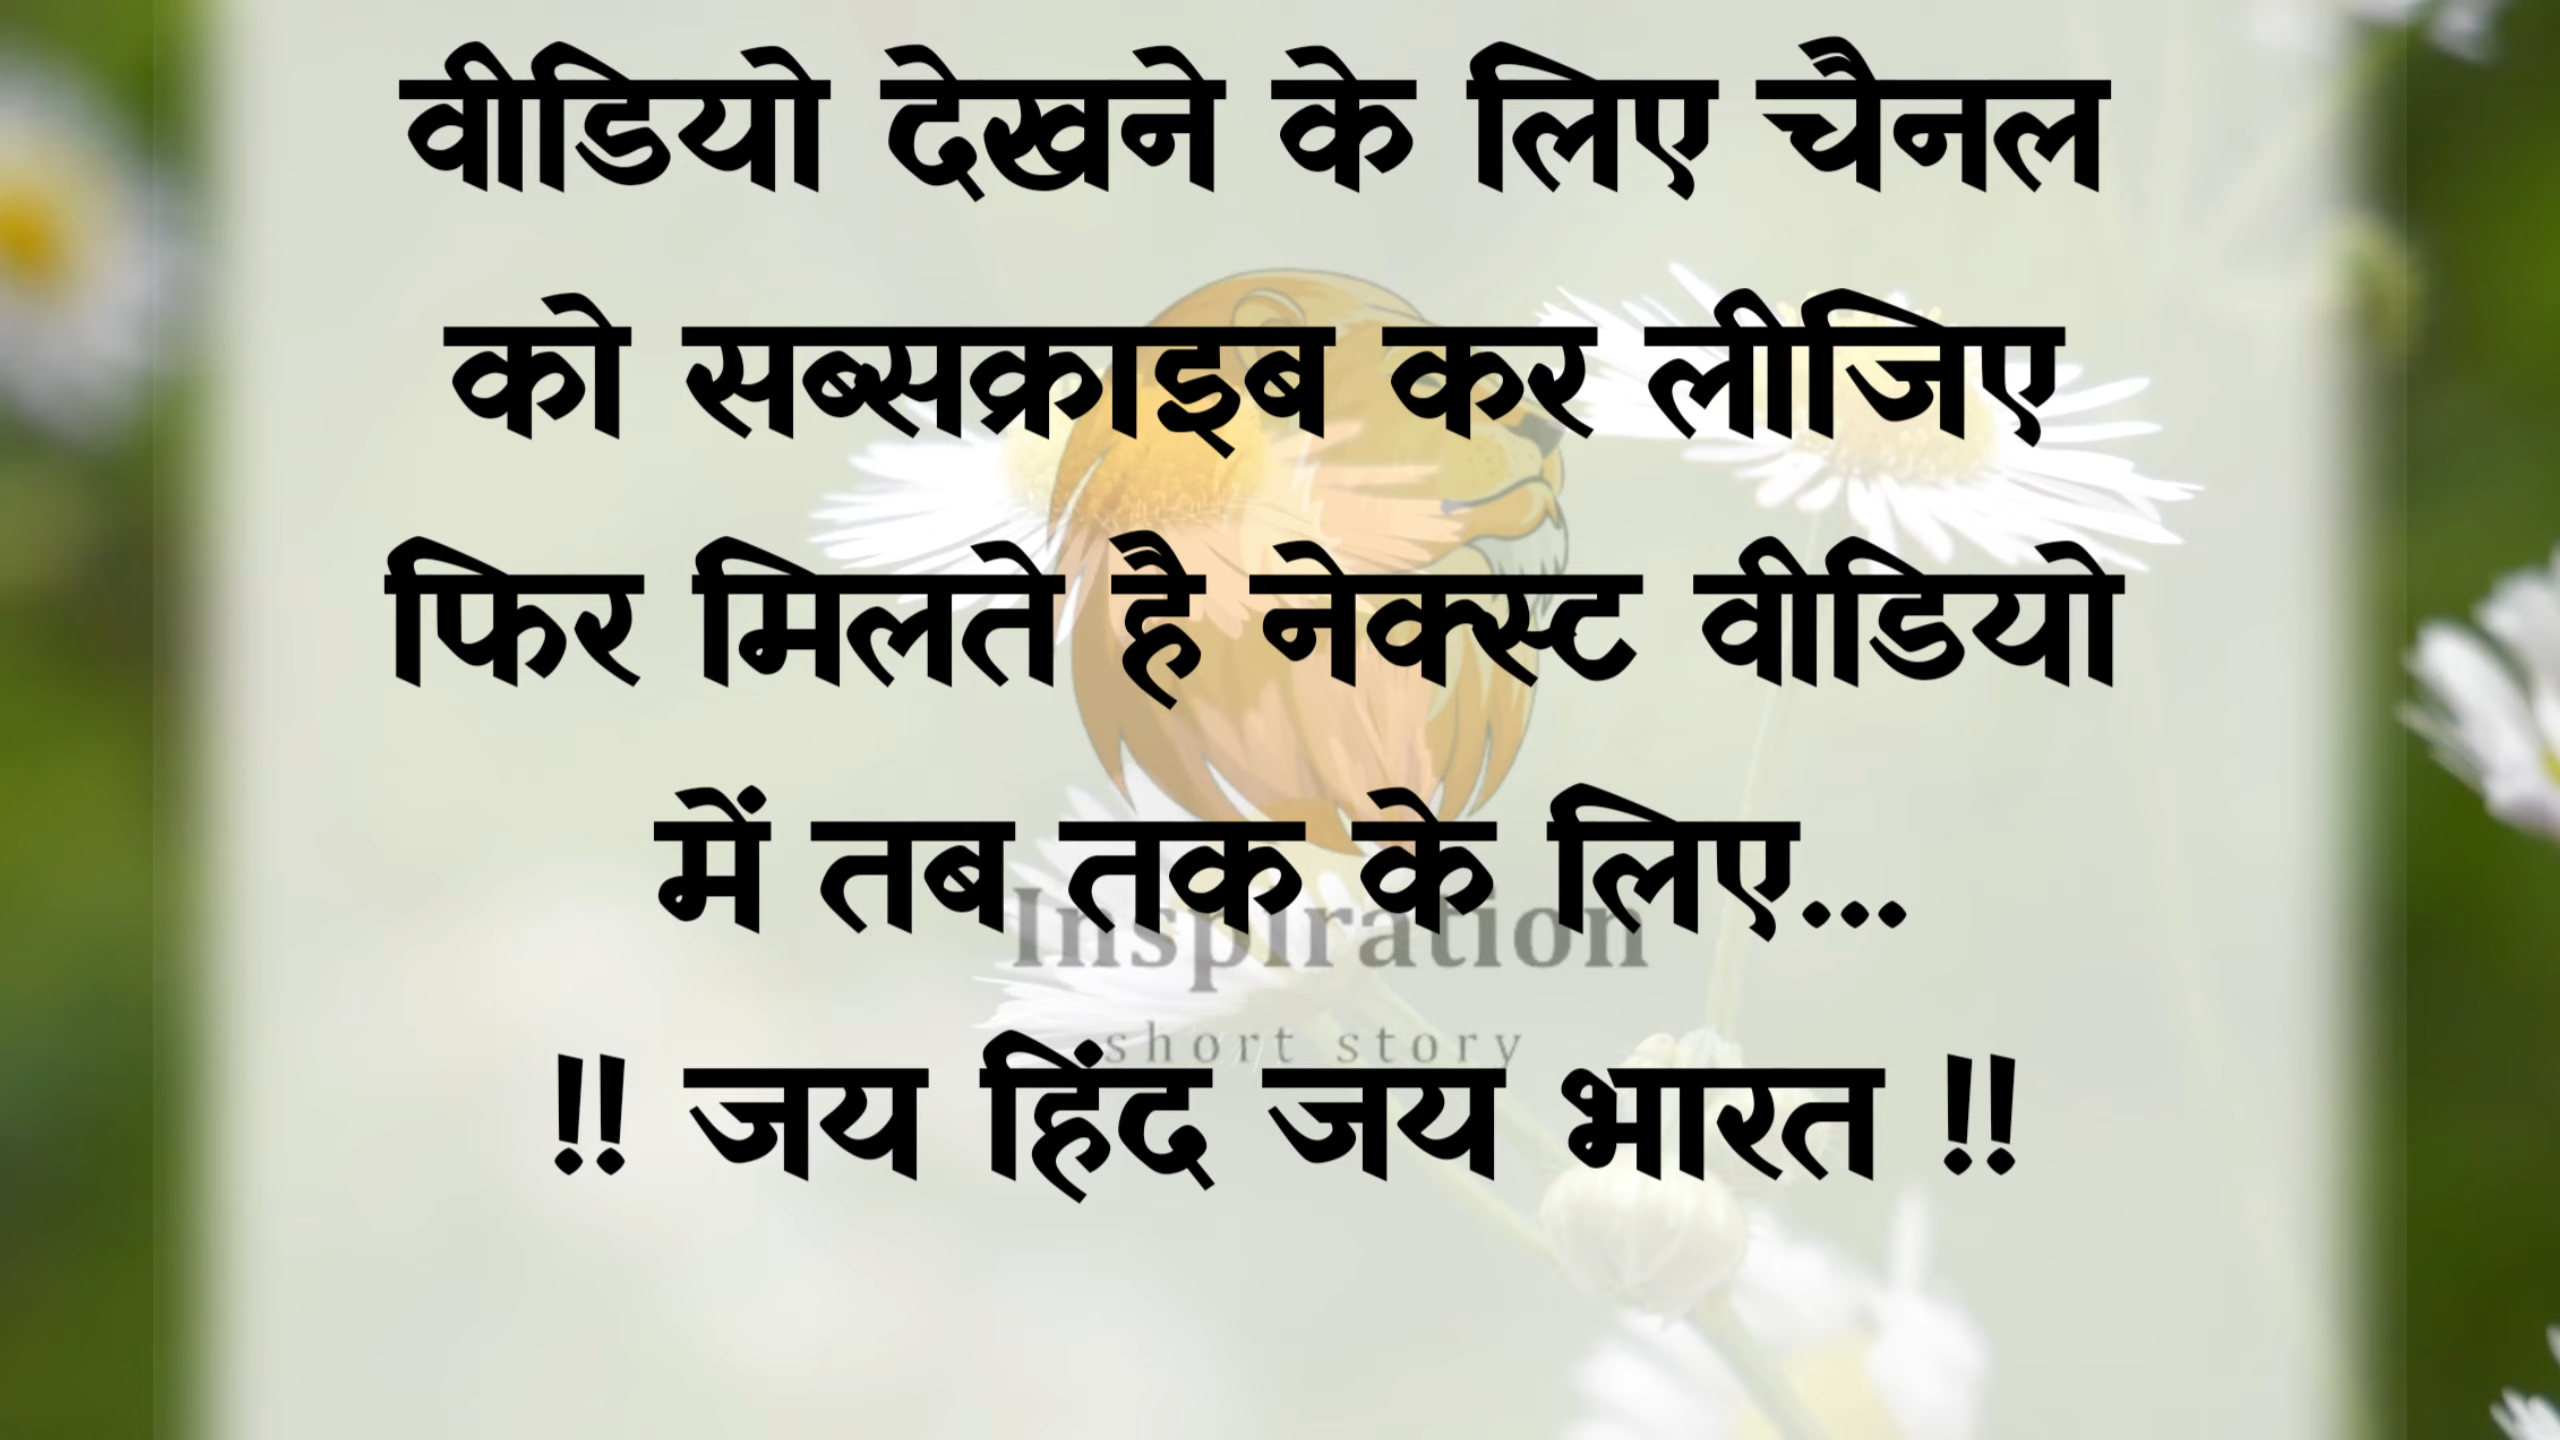 वीडियो देखने के लिए चैनल
को सब्सक्राइब कर लीजिए
फिर मिलते है नेक्स्ट वीडियो
में तब तक के लिए...
Inspiration
short story
!! जय हिंद जय भारत !!